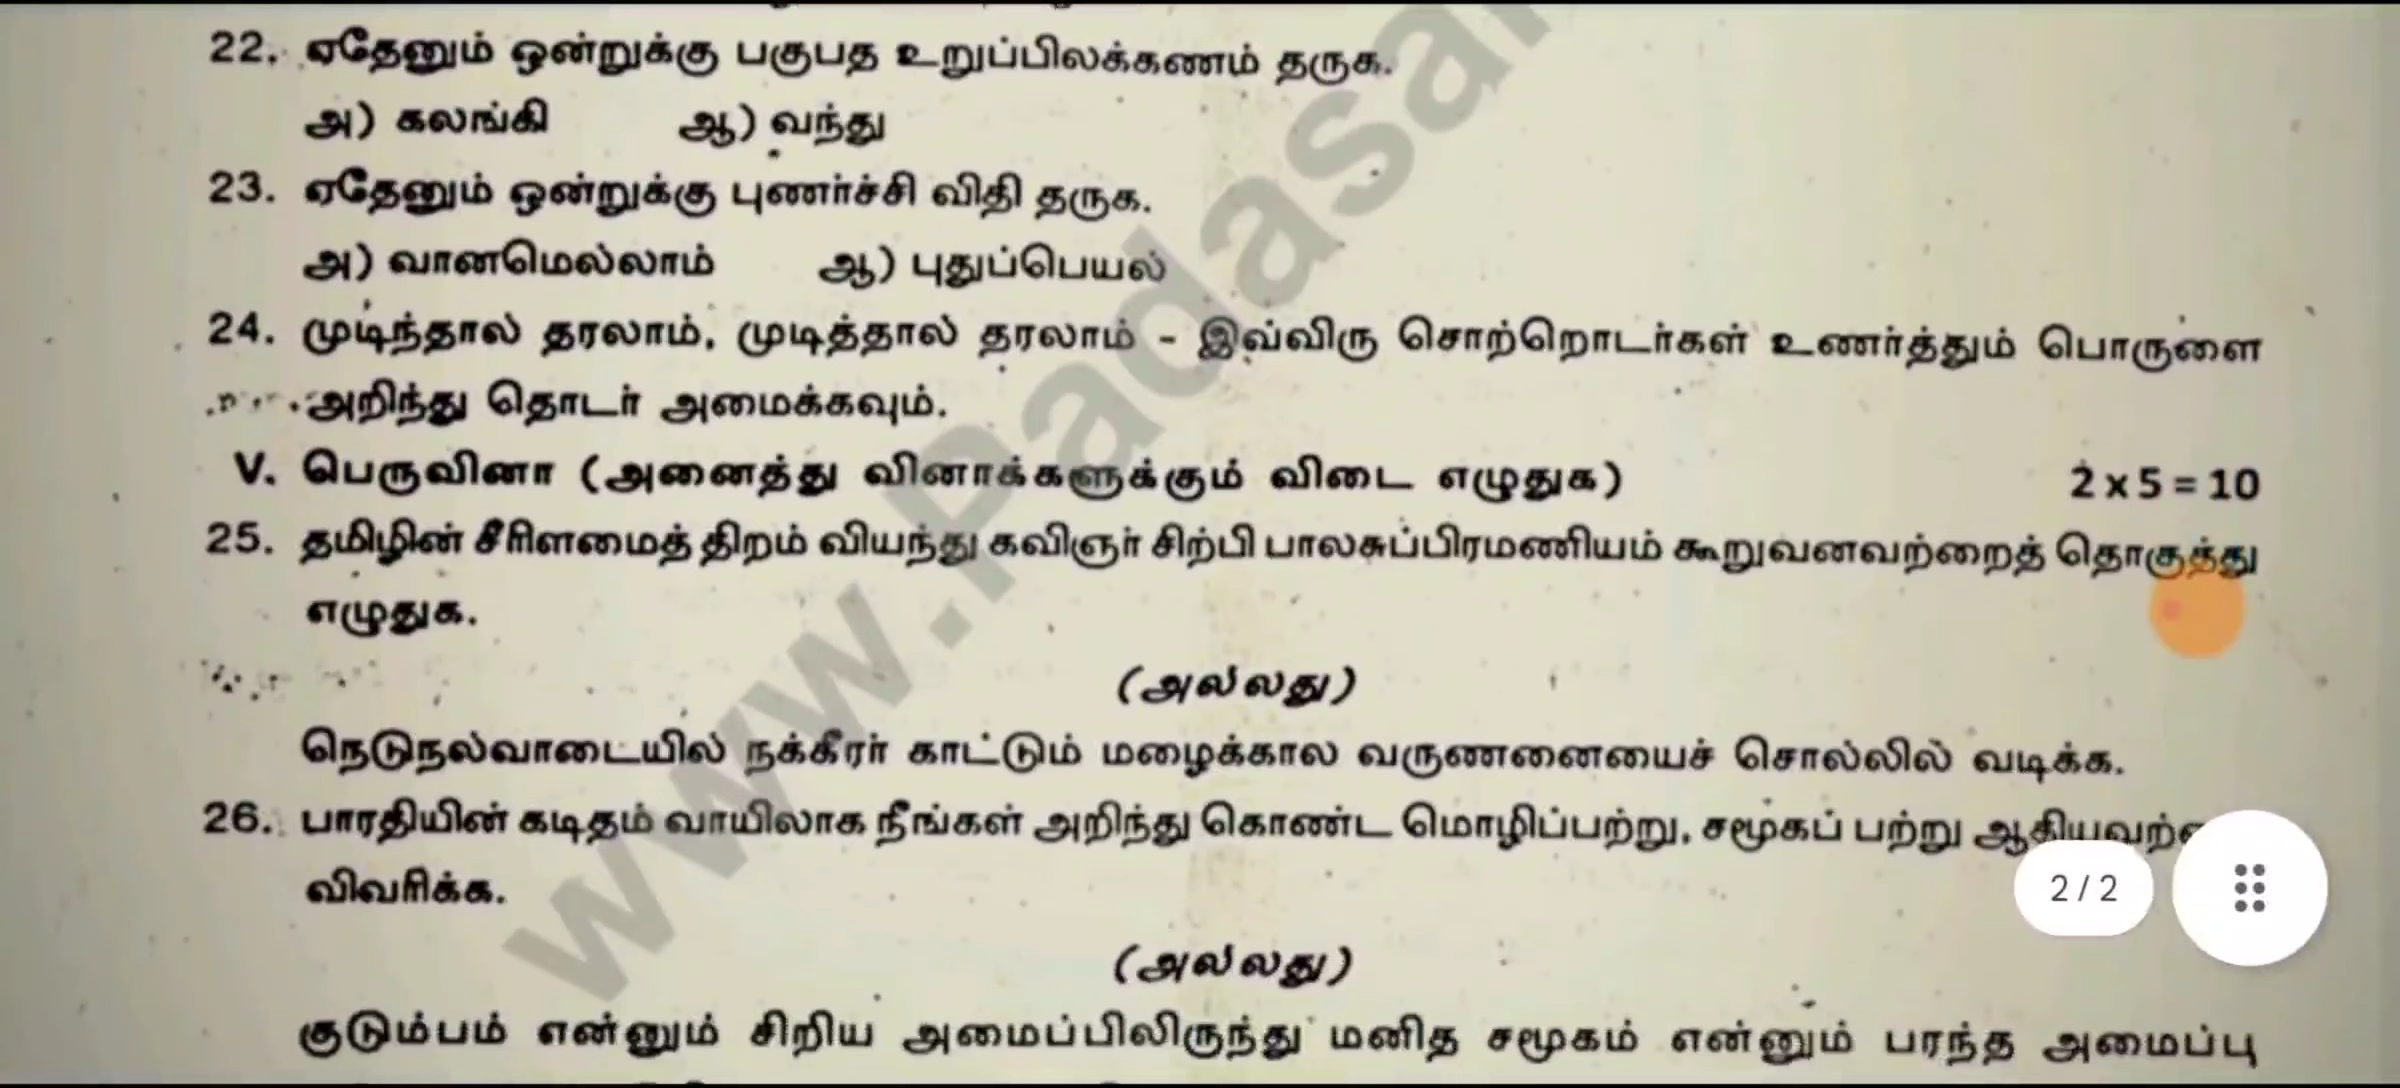 22. ஏதேனும் ஒன்றுக்கு பகுபத உறுப்பிலக்கணம் தருக.
அ) கலங்கி ஆ) வந்து
23. ஏதேனும் ஒன்றுக்கு புணர்ச்சி விதி தருக.
அ) வானமெல்லாம் ஆ) புதுப்பெயல்
24. முடிந்தால் தரலாம், முடித்தால் தரலாம் - இவ்விரு சொற்றொடர்கள் உணர்த்தும் பொருளை
அறிந்து தொடர் அமைக்கவும்.
V. பெருவினா (அனைத்து வினாக்களுக்கும் விடை எழுதுக) 2 x 5 = 10
25. தமிழின் சீரிளமைத் திறம் வியந்து கவிஞர் சிற்பி பாலசுப்பிரமணியம் கூறுவனவற்றைத் தொகுத்து
எழுதுக.
(அல்லது)
நெடுநல்வாடையில் நக்கீரர் காட்டும் மழைக்கால வருணனையைச் சொல்லில் வடிக்க.
26. பாரதியின் கடிதம் வாயிலாக நீங்கள் அறிந்து கொண்ட மொழிப்பற்று, சமூகப் பற்று
விவரிக்க.
2 / 2
(அல்லது)
குடும்பம் என்னும் சிறிய அமைப்பிலிருந்து மனித சமூகம் என்னும் பரந்த அமைப்பு
www.Padasa